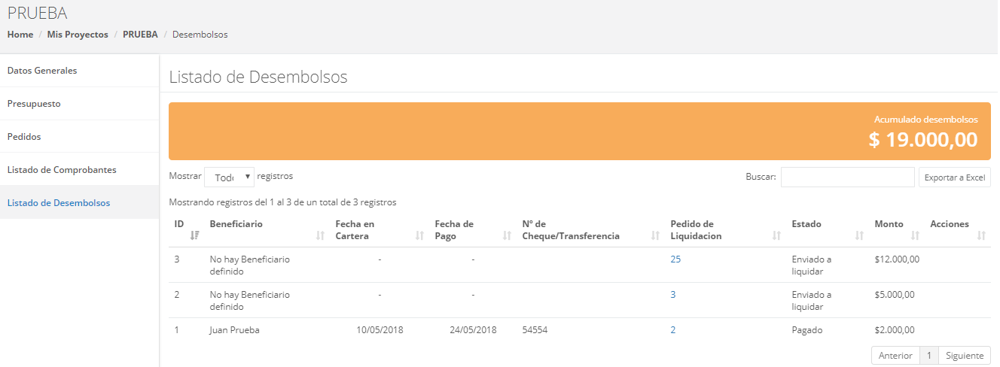 PRUEBA
Home / Mis Proyectos / PRUEBA / Desembolsos
Datos Generales
Presupuesto
Pedidos
Listado de Comprobantes
Listado de Desembolsos
Listado de Desembolsos
Acumulado desembolsos
$ 19.000,00
Mostrar Tod registros
Buscar:
Exportar a Excel
Mostrando registros del 1 al 3 de un total de 3 registros
ID Beneficiario Fecha en Cartera Fecha de Pago Nº de Cheque/Transferencia Pedido de Liquidacion Estado Monto Acciones
3 No hay Beneficiario definido - - 25 Enviado a liquidar $12.000,00
2 No hay Beneficiario definido - - 3 Enviado a liquidar $5.000,00
1 Juan Prueba 10/05/2018 24/05/2018 54554 2 Pagado $2.000,00
Anterior 1 Siguiente